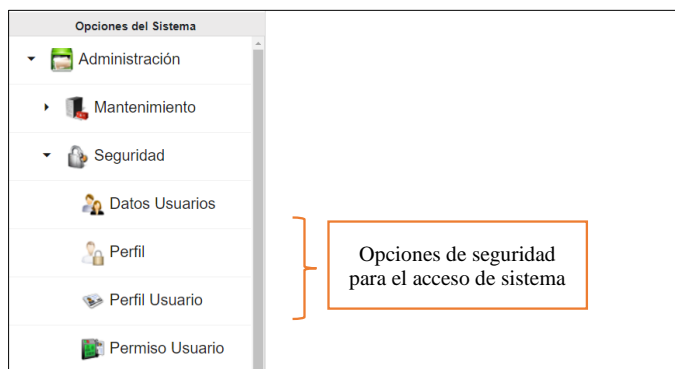 Opciones del Sistema
Administración
Mantenimiento
Seguridad
Datos Usuarios
Perfil
Perfil Usuario
Permiso Usuario
Opciones de seguridad
para el acceso de sistema